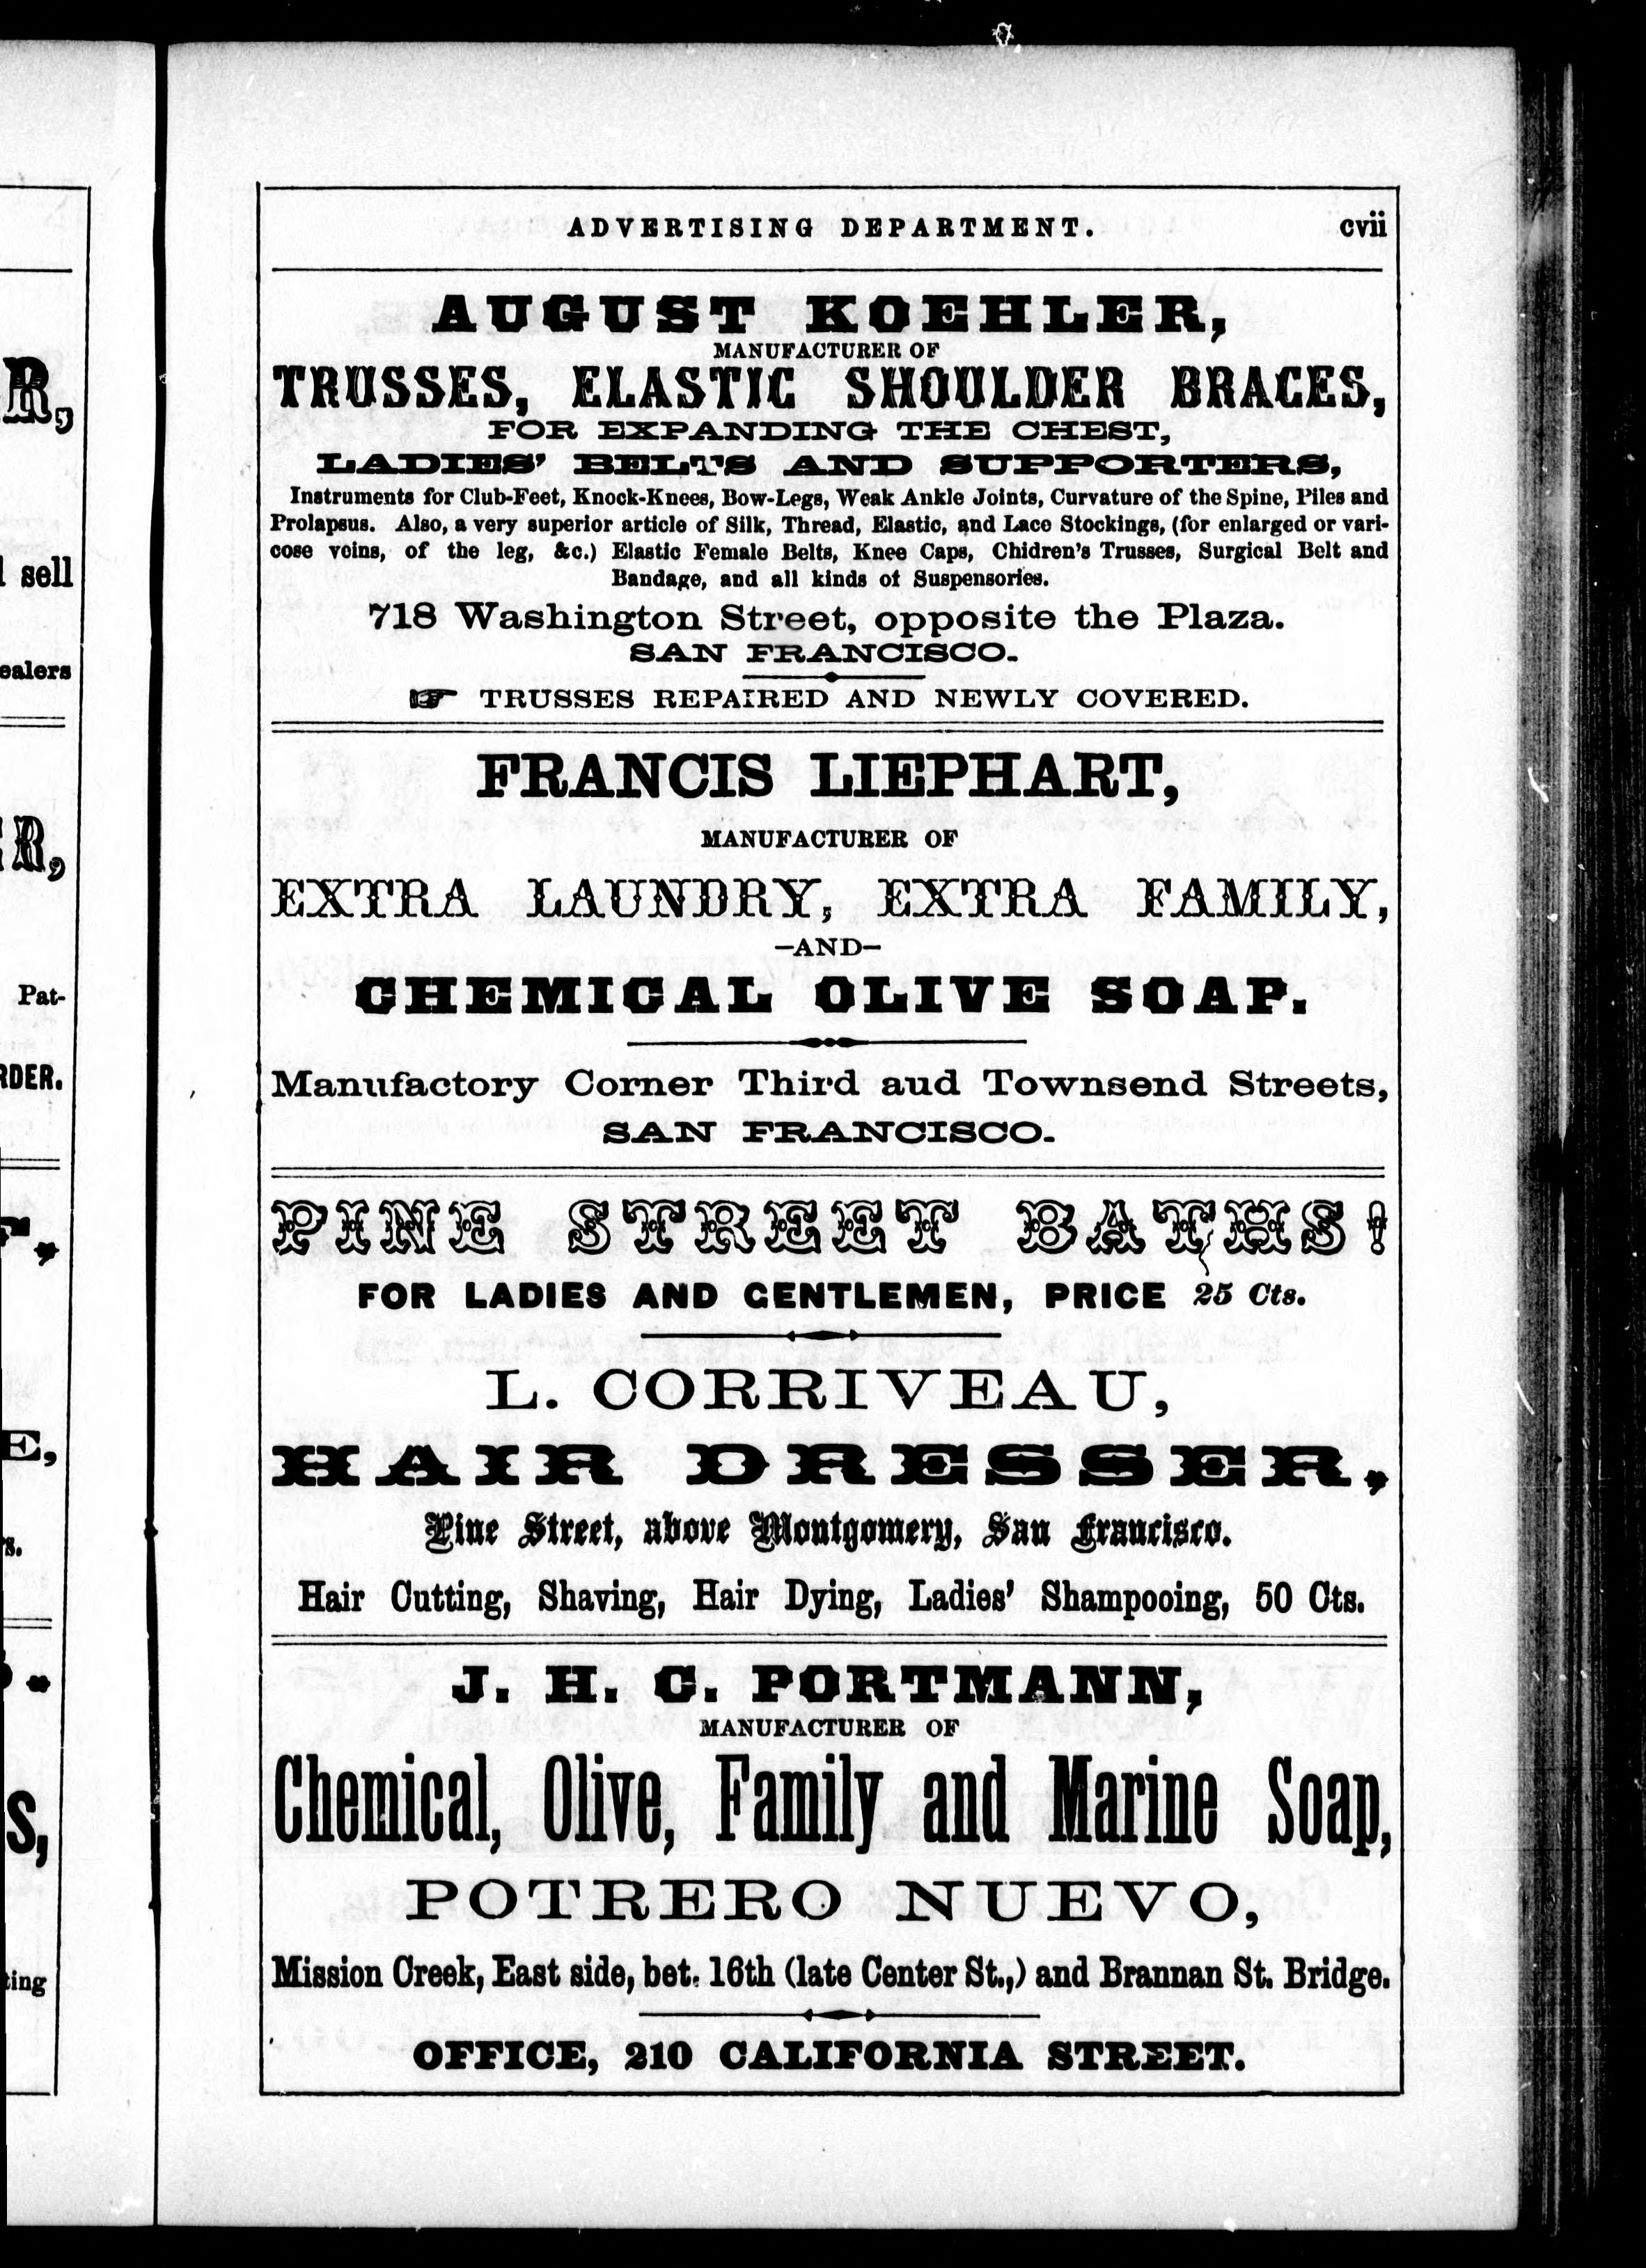 ADVERTISING DEPARTMENT. cvii
AUGUST KOEHLER,
MANUFACTURER OF
TRUSSES, ELASTIC SHOULDER BRACES,
FOR EXPANDING THE CHEST,
LADIES' BELTS AND SUPPORTERS,
Instruments for Club-Feet, Knock-Knees, Bow-Legs, Weak Ankle Joints, Curvature of the Spine, Piles and
Prolapsus. Also, a very superior article of Silk, Thread, Elastic, and Lace Stockings, (for enlarged or vari-
cose veins, of the leg, &c.) Elastic Female Belts, Knee Caps, Chidren's Trusses, Surgical Belt and
Bandage, and all kinds of Suspensories.
718 Washington Street, opposite the Plaza.
SAN FRANCISCO.
☞ TRUSSES REPAIRED AND NEWLY COVERED.
FRANCIS LIEPHART,
MANUFACTURER OF
EXTRA LAUNDRY, EXTRA FAMILY,
—AND—
CHEMICAL OLIVE SOAP.
Manufactory Corner Third aud Townsend Streets,
SAN FRANCISCO.
PINE STREET BATHS!
FOR LADIES AND GENTLEMEN, PRICE 25 Cts.
L. CORRIVEAU,
HAIR DRESSER,
Pine Street, above Montgomery, San Francisco.
Hair Cutting, Shaving, Hair Dying, Ladies' Shampooing, 50 Cts.
J. H. C. PORTMANN,
MANUFACTURER OF
Chemical, Olive, Family and Marine Soap,
POTRERO NUEVO,
Mission Creek, East side, bet. 16th (late Center St.,) and Brannan St. Bridge.
OFFICE, 210 CALIFORNIA STREET.
R,
sell
ealers
R,
Pat-
RDER.
E,
s.
S,
ting